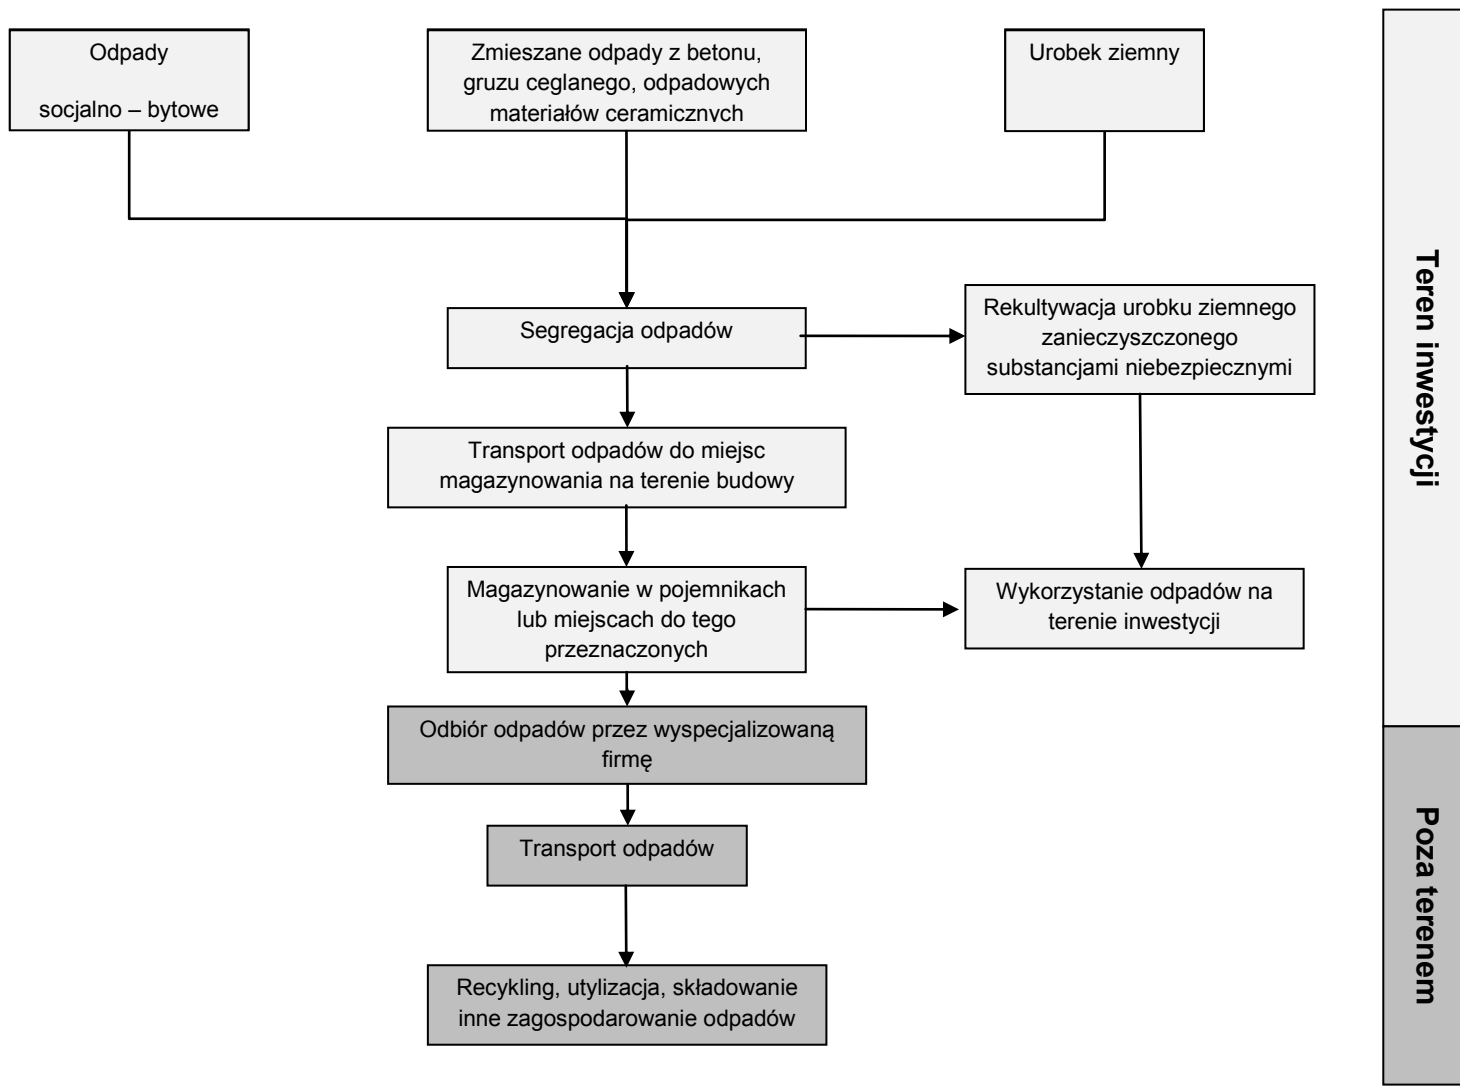 Odpady
socjalno – bytowe
Zmieszane odpady z betonu,
gruzu ceglanego, odpadowych
materiałów ceramicznych
Urobek ziemny
Segregacja odpadów
Rekultywacja urobku ziemnego
zanieczyszczonego
substancjami niebezpiecznymi
Transport odpadów do miejsc
magazynowania na terenie budowy
Magazynowanie w pojemnikach
lub miejscach do tego
przeznaczonych
Wykorzystanie odpadów na
terenie inwestycji
Odbiór odpadów przez wyspecjalizowaną
firmę
Transport odpadów
Recykling, utylizacja, składowanie
inne zagospodarowanie odpadów
Teren inwestycji
Poza terenem